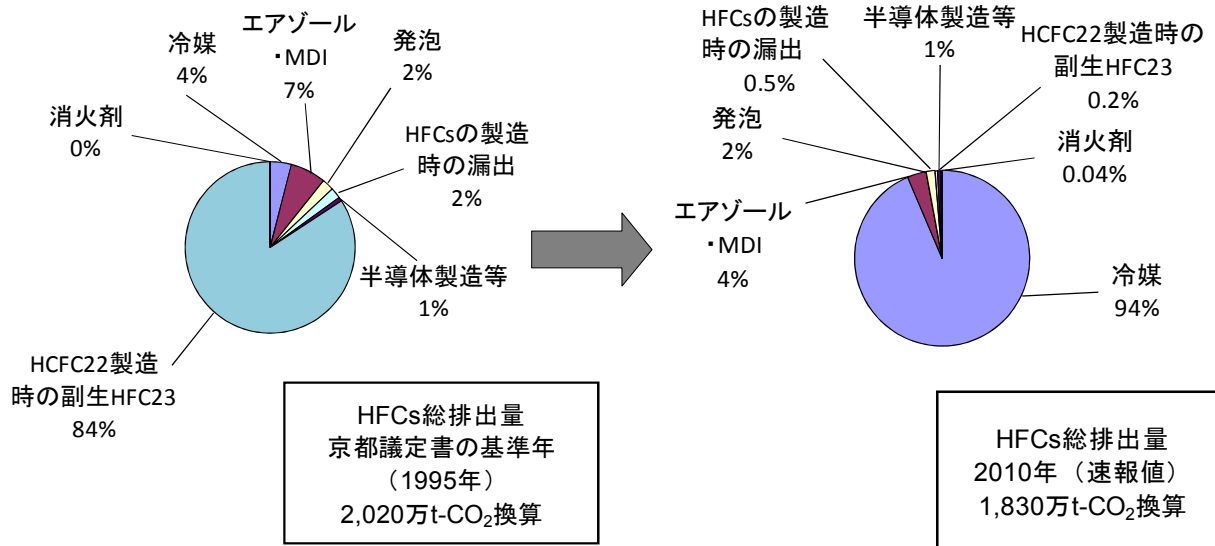 冷媒
4%
エアゾール
・MDI
7%
発泡
2%
消火剤
0%
HFCsの製造
時の漏出
2%
半導体製造等
1%
HCFC22製造
時の副生HFC23
84%
HFCs総排出量
京都議定書の基準年
（1995年）
2,020万t-CO₂換算
HFCsの製造
時の漏出
0.5%
半導体製造等
1%
HCFC22製造時の
副生HFC23
0.2%
発泡
2%
消火剤
0.04%
エアゾール
・MDI
4%
冷媒
94%
HFCs総排出量
2010年（速報値）
1,830万t-CO₂換算